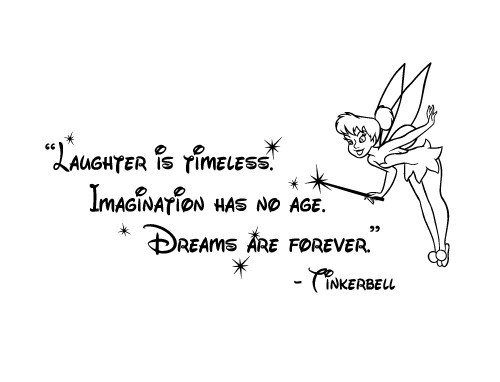 “Laughter is timeless.
Imagination has no age.
Dreams are forever.”
- Tinkerbell